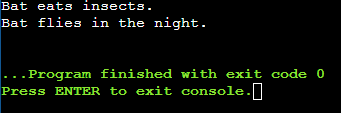 Bat eats insects.
Bat flies in the night.
...Program finished with exit code 0
Press ENTER to exit console.